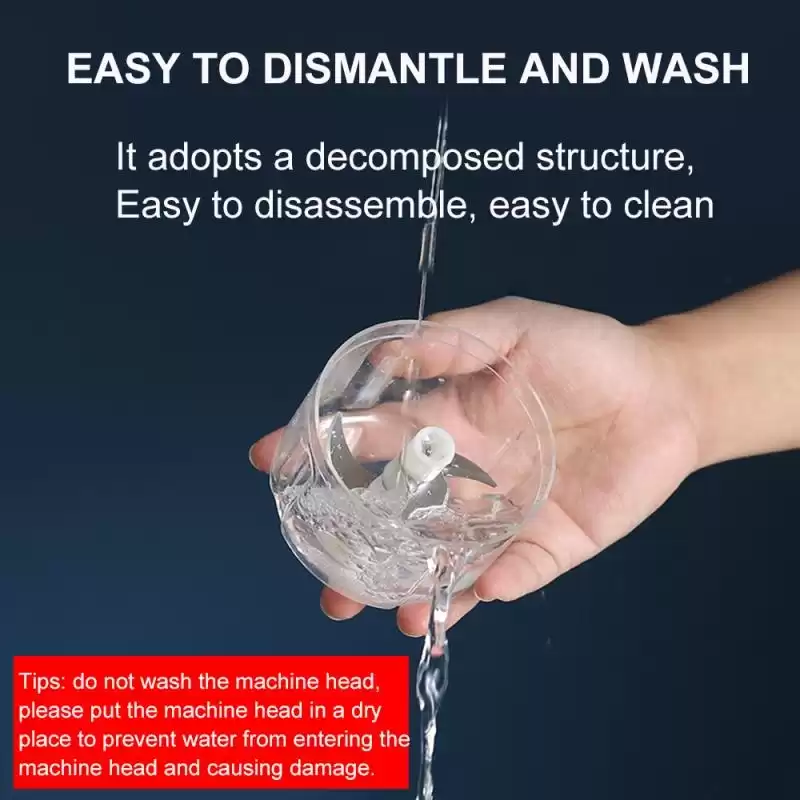 EASY TO DISMANTLE AND WASH
It adopts a decomposed structure,
Easy to disassemble, easy to clean
Tips: do not wash the machine head,
please put the machine head in a dry
place to prevent water from entering the
machine head and causing damage.